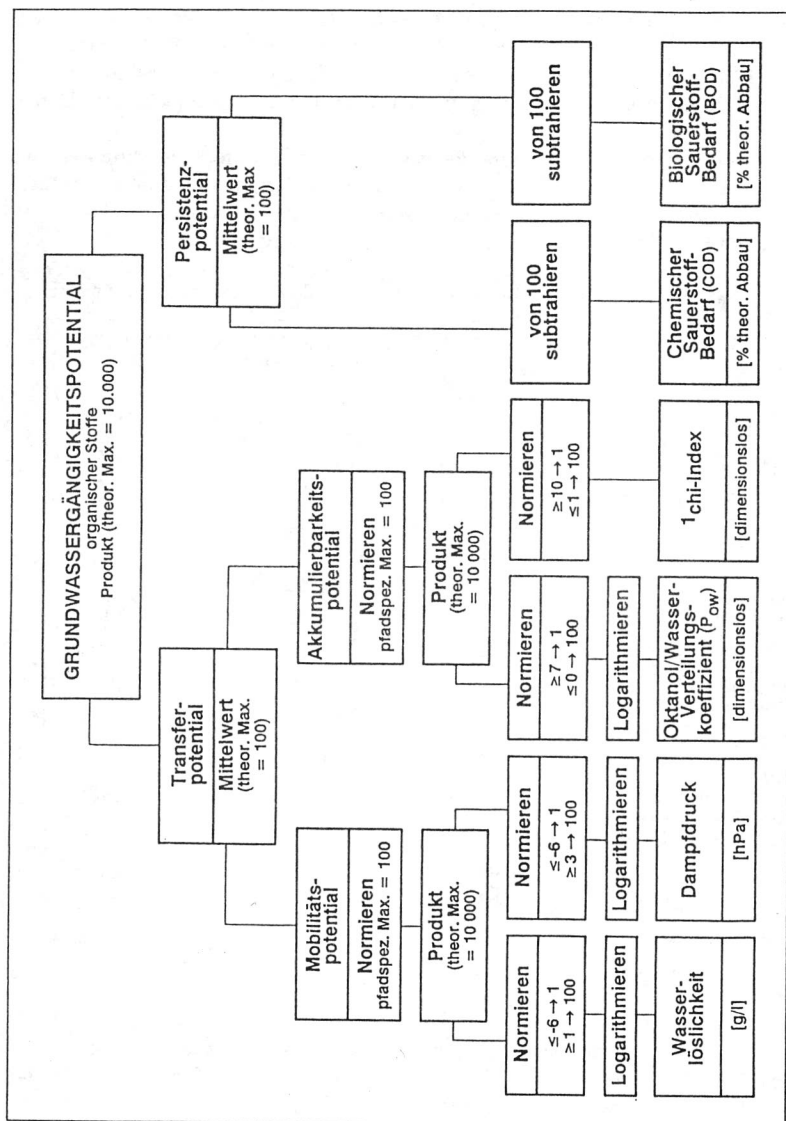 GRUNDWASSERGÄNGIGKEITSPOTENTIAL
organischer Stoffe
Produkt (theor. Max. = 10.000)
Transfer-
potential
Mittelwert
(theor. Max.
= 100)
Persistenz-
potential
Mittelwert
(theor. Max
= 100)
Mobilitäts-
potential
Normieren
pfadspez. Max. = 100
Akkumulierbarkeits-
potential
Normieren
pfadspez. Max. = 100
Produkt
(theor. Max.
= 10 000)
Produkt
(theor. Max.
= 10 000)
Normieren
≤-6 → 1
≥1 → 100
Normieren
≤-6 → 1
≥3 → 100
Normieren
≥7 → 1
≤0 → 100
Normieren
≥10 → 1
≤1 → 100
von 100
subtrahieren
von 100
subtrahieren
Logarithmieren
Logarithmieren
Logarithmieren
Wasser-
löslichkeit
[g/l]
Dampfdruck
[hPa]
Oktanol/Wasser-
Verteilungs-
koeffizient (Pow)
[dimensionslos]
1chi-Index
[dimensionslos]
Chemischer
Sauerstoff-
Bedarf (COD)
[% theor. Abbau]
Biologischer
Sauerstoff-
Bedarf (BOD)
[% theor. Abbau]